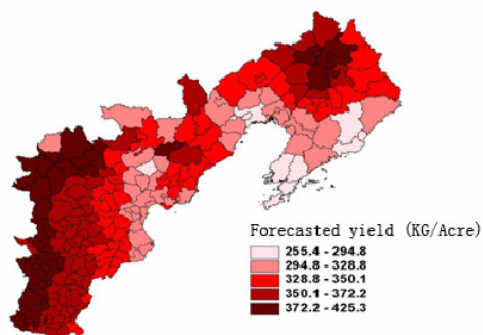 Forecasted yield (KG/Acre)
255.4 - 294.8
294.8 - 328.8
328.8 - 350.1
350.1 - 372.2
372.2 - 425.3